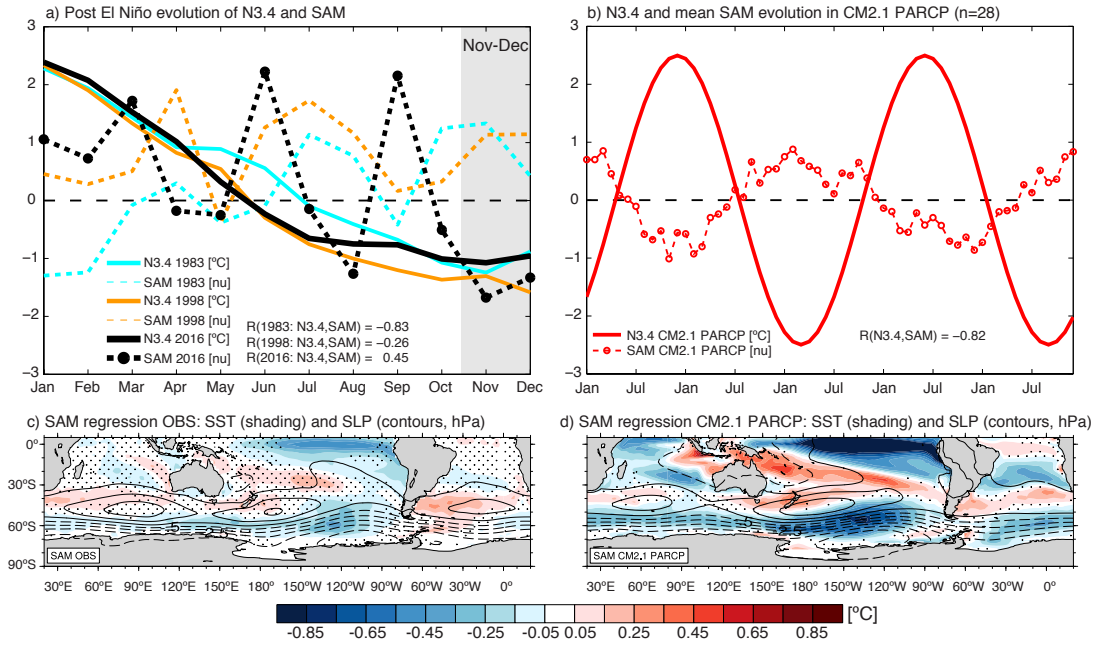 a) Post El Niño evolution of N3.4 and SAM
3
2
1
0
−1
−2
−3
Nov-Dec
N3.4 1983 [ºC]
SAM 1983 [nu]
N3.4 1998 [ºC]
SAM 1998 [nu]
N3.4 2016 [ºC]
SAM 2016 [nu]
R(1983: N3.4,SAM) = −0.83
R(1998: N3.4,SAM) = −0.26
R(2016: N3.4,SAM) = 0.45
Jan Feb Mar Apr May Jun Jul Aug Sep Oct Nov Dec
b) N3.4 and mean SAM evolution in CM2.1 PARCP (n=28)
3
2
1
0
−1
−2
−3
N3.4 CM2.1 PARCP [ºC]
SAM CM2.1 PARCP [nu]
R(N3.4,SAM) = −0.82
Jan Jul Jan Jul Jan Jul Jan Jul Jan Jul
c) SAM regression OBS: SST (shading) and SLP (contours, hPa)
0º
30ºS
60ºS
90ºS
SAM OBS
30ºE 60ºE 90ºE 120ºE 150ºE 180º 150ºW 120ºW 90ºW 60ºW 30ºW 0º
d) SAM regression CM2.1 PARCP: SST (shading) and SLP (contours, hPa)
SAM CM2.1 PARCP
30ºE 60ºE 90ºE 120ºE 150ºE 180º 150ºW 120ºW 90ºW 60ºW 30ºW 0º
[ºC]
-0.85 -0.65 -0.45 -0.25 -0.05 0.05 0.25 0.45 0.65 0.85